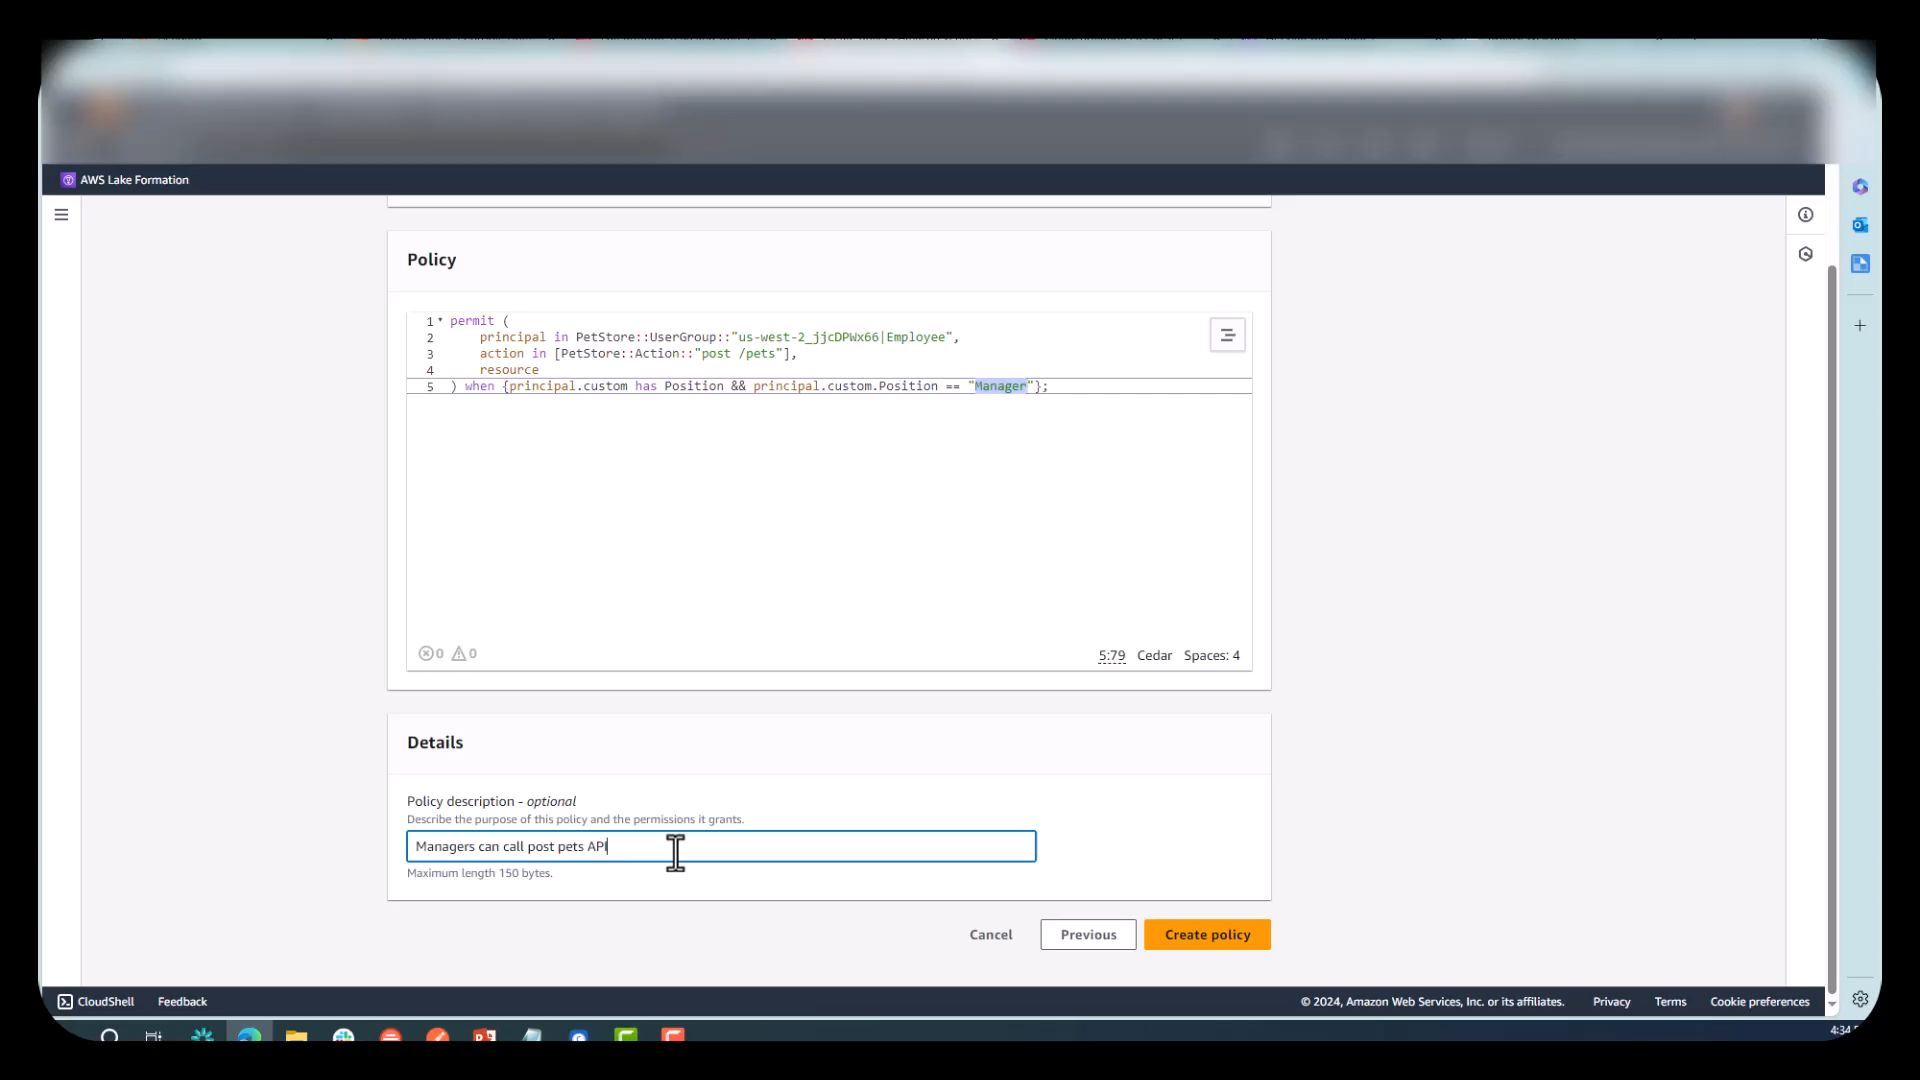 AWS Lake Formation
Policy
1 permit (
2 principal in PetStore::UserGroup::"us-west-2_jjcDPWx66|Employee",
3 action in [PetStore::Action::"post /pets"],
4 resource
5 ) when {principal.custom has Position && principal.custom.Position == "Manager"};
0 0
5:79 Cedar Spaces: 4
Details
Policy description - optional
Describe the purpose of this policy and the permissions it grants.
Managers can call post pets API
Maximum length 150 bytes.
Cancel Previous Create policy
CloudShell Feedback
© 2024, Amazon Web Services, Inc. or its affiliates. Privacy Terms Cookie preferences
4:34